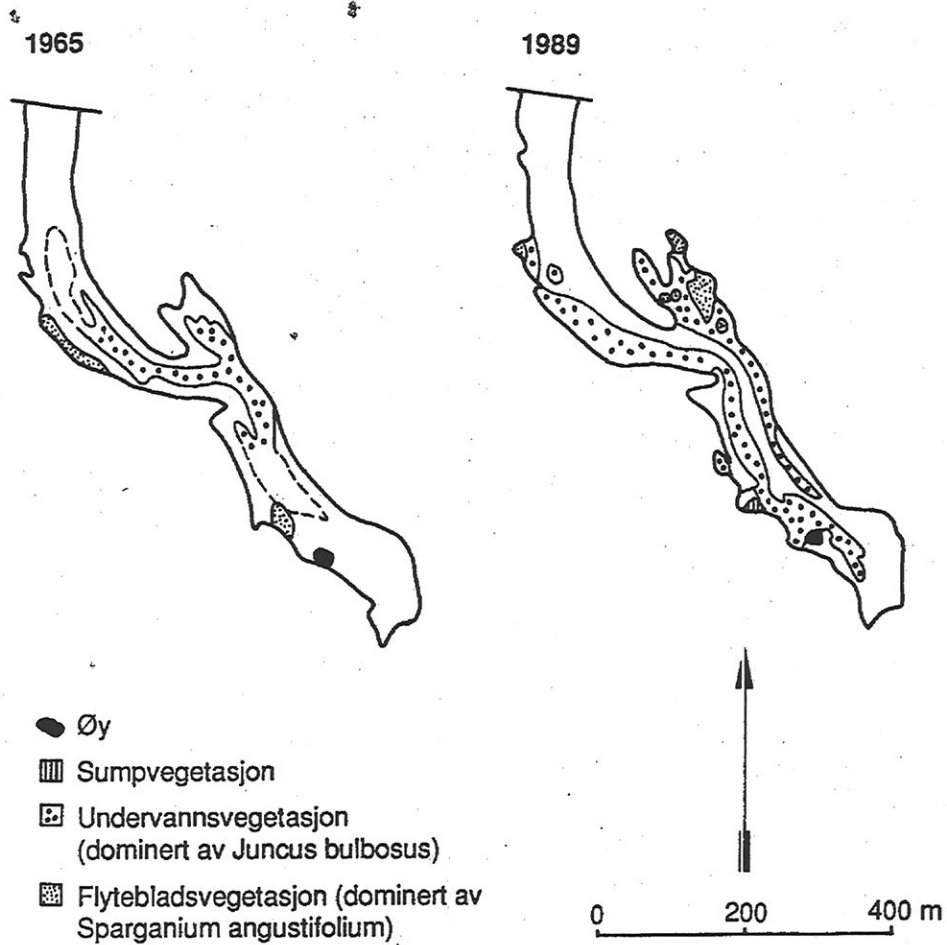 1965
1989
Øy
Sumpvegetasjon
Undervannsvegetasjon
(dominert av Juncus bulbosus)
Flytebladsvegetasjon (dominert av
Sparganium angustifolium)
0 200 400 m